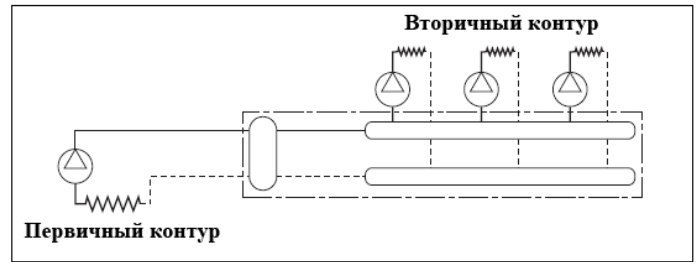 Вторичный контур
Первичный контур